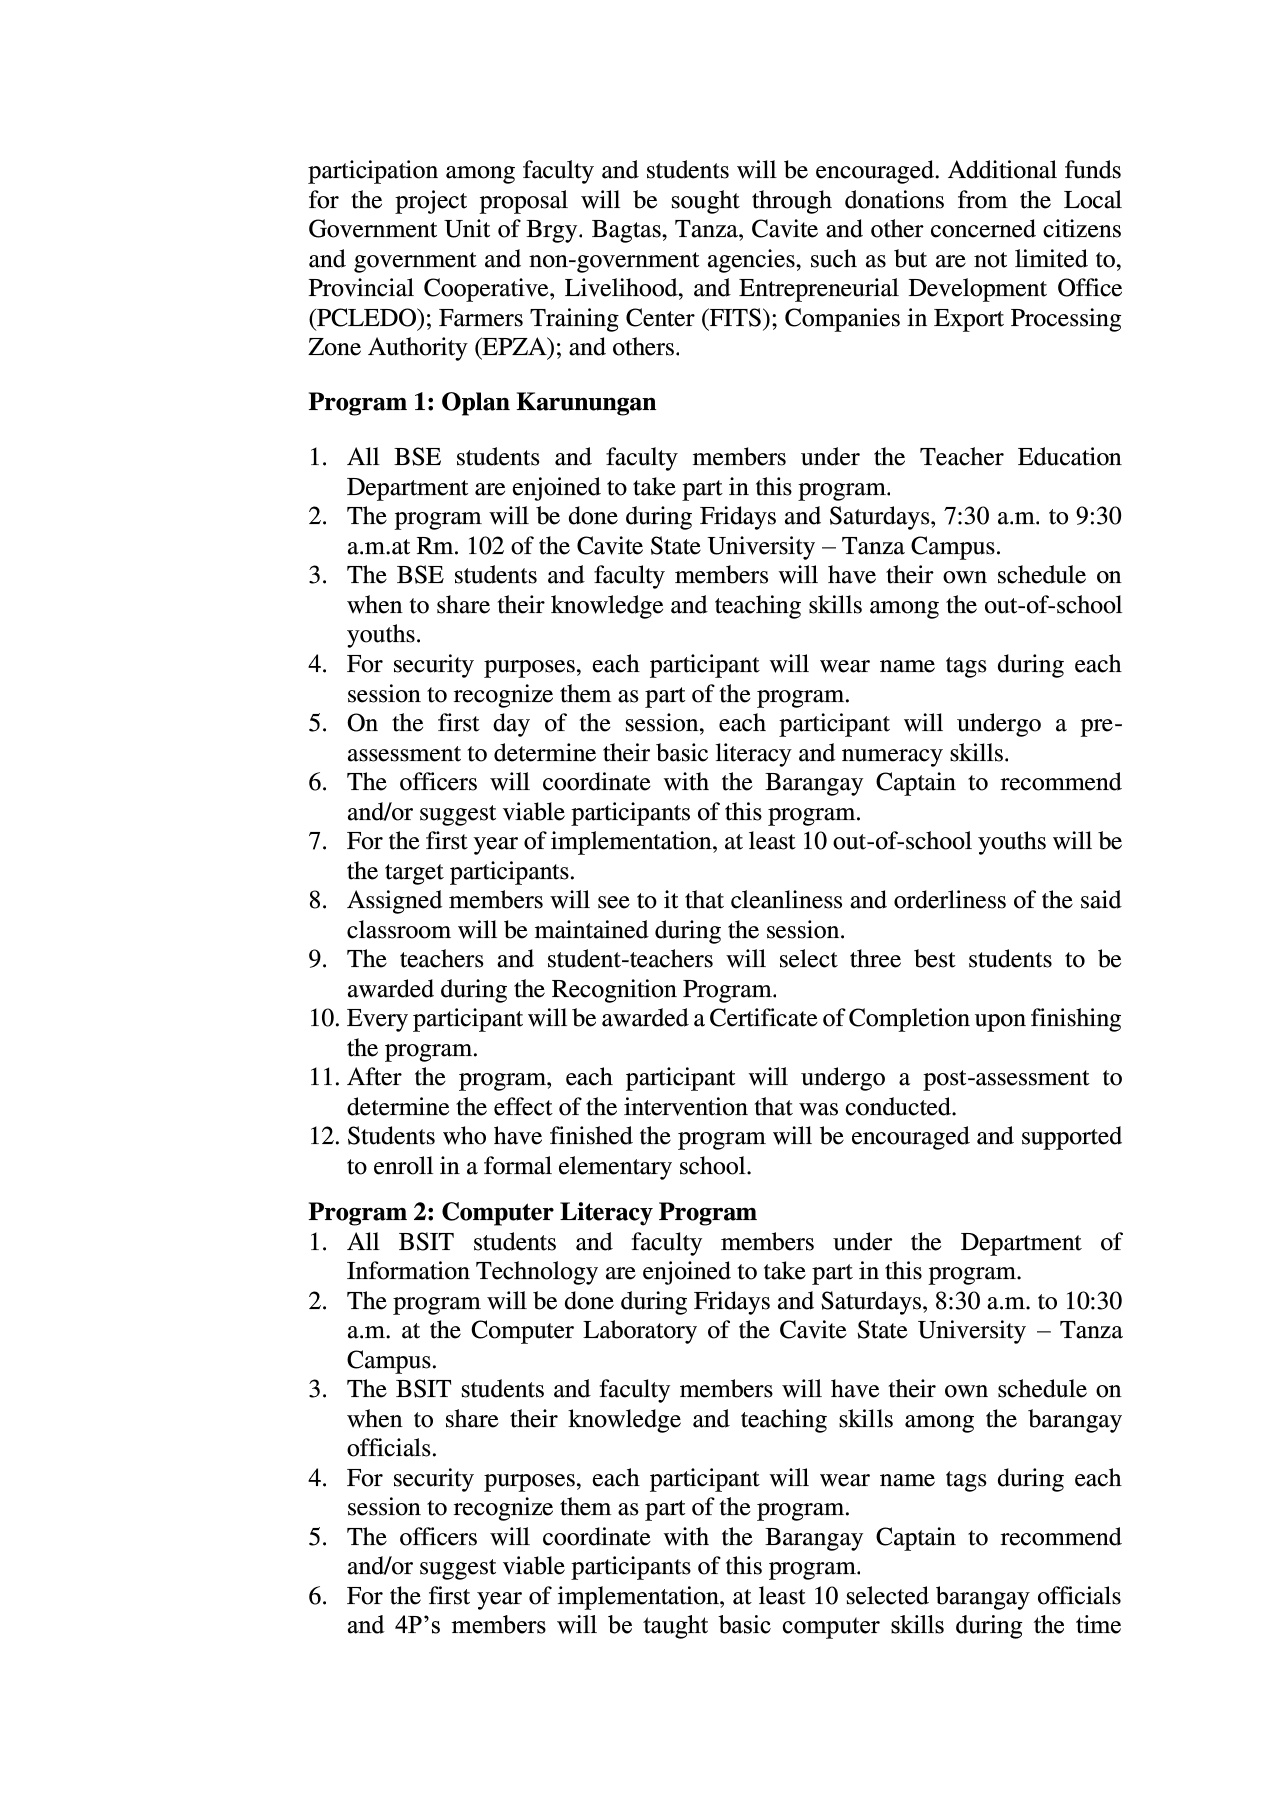 participation among faculty and students will be encouraged. Additional funds
for the project proposal will be sought through donations from the Local
Government Unit of Brgy. Bagtas, Tanza, Cavite and other concerned citizens
and government and non-government agencies, such as but are not limited to,
Provincial Cooperative, Livelihood, and Entrepreneurial Development Office
(PCLEDO); Farmers Training Center (FITS); Companies in Export Processing
Zone Authority (EPZA); and others.
Program 1: Oplan Karunungan
1. All BSE students and faculty members under the Teacher Education
Department are enjoined to take part in this program.
2. The program will be done during Fridays and Saturdays, 7:30 a.m. to 9:30
a.m.at Rm. 102 of the Cavite State University – Tanza Campus.
3. The BSE students and faculty members will have their own schedule on
when to share their knowledge and teaching skills among the out-of-school
youths.
4. For security purposes, each participant will wear name tags during each
session to recognize them as part of the program.
5. On the first day of the session, each participant will undergo a pre-
assessment to determine their basic literacy and numeracy skills.
6. The officers will coordinate with the Barangay Captain to recommend
and/or suggest viable participants of this program.
7. For the first year of implementation, at least 10 out-of-school youths will be
the target participants.
8. Assigned members will see to it that cleanliness and orderliness of the said
classroom will be maintained during the session.
9. The teachers and student-teachers will select three best students to be
awarded during the Recognition Program.
10. Every participant will be awarded a Certificate of Completion upon finishing
the program.
11. After the program, each participant will undergo a post-assessment to
determine the effect of the intervention that was conducted.
12. Students who have finished the program will be encouraged and supported
to enroll in a formal elementary school.
Program 2: Computer Literacy Program
1. All BSIT students and faculty members under the Department of
Information Technology are enjoined to take part in this program.
2. The program will be done during Fridays and Saturdays, 8:30 a.m. to 10:30
a.m. at the Computer Laboratory of the Cavite State University – Tanza
Campus.
3. The BSIT students and faculty members will have their own schedule on
when to share their knowledge and teaching skills among the barangay
officials.
4. For security purposes, each participant will wear name tags during each
session to recognize them as part of the program.
5. The officers will coordinate with the Barangay Captain to recommend
and/or suggest viable participants of this program.
6. For the first year of implementation, at least 10 selected barangay officials
and 4P’s members will be taught basic computer skills during the time